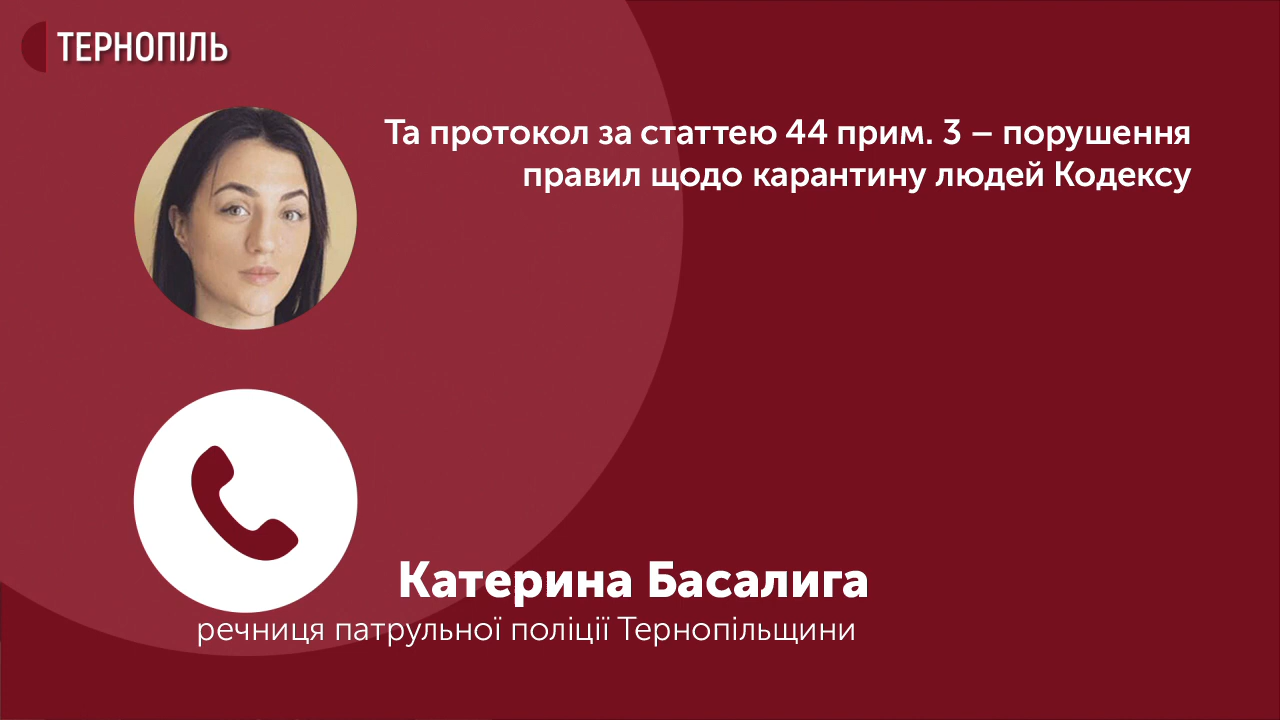 ТЕРНОПІЛЬ
Та протокол за статтею 44 прим. 3 – порушення
правил щодо карантину людей Кодексу
Катерина Басалига
речниця патрульної поліції Тернопільщини